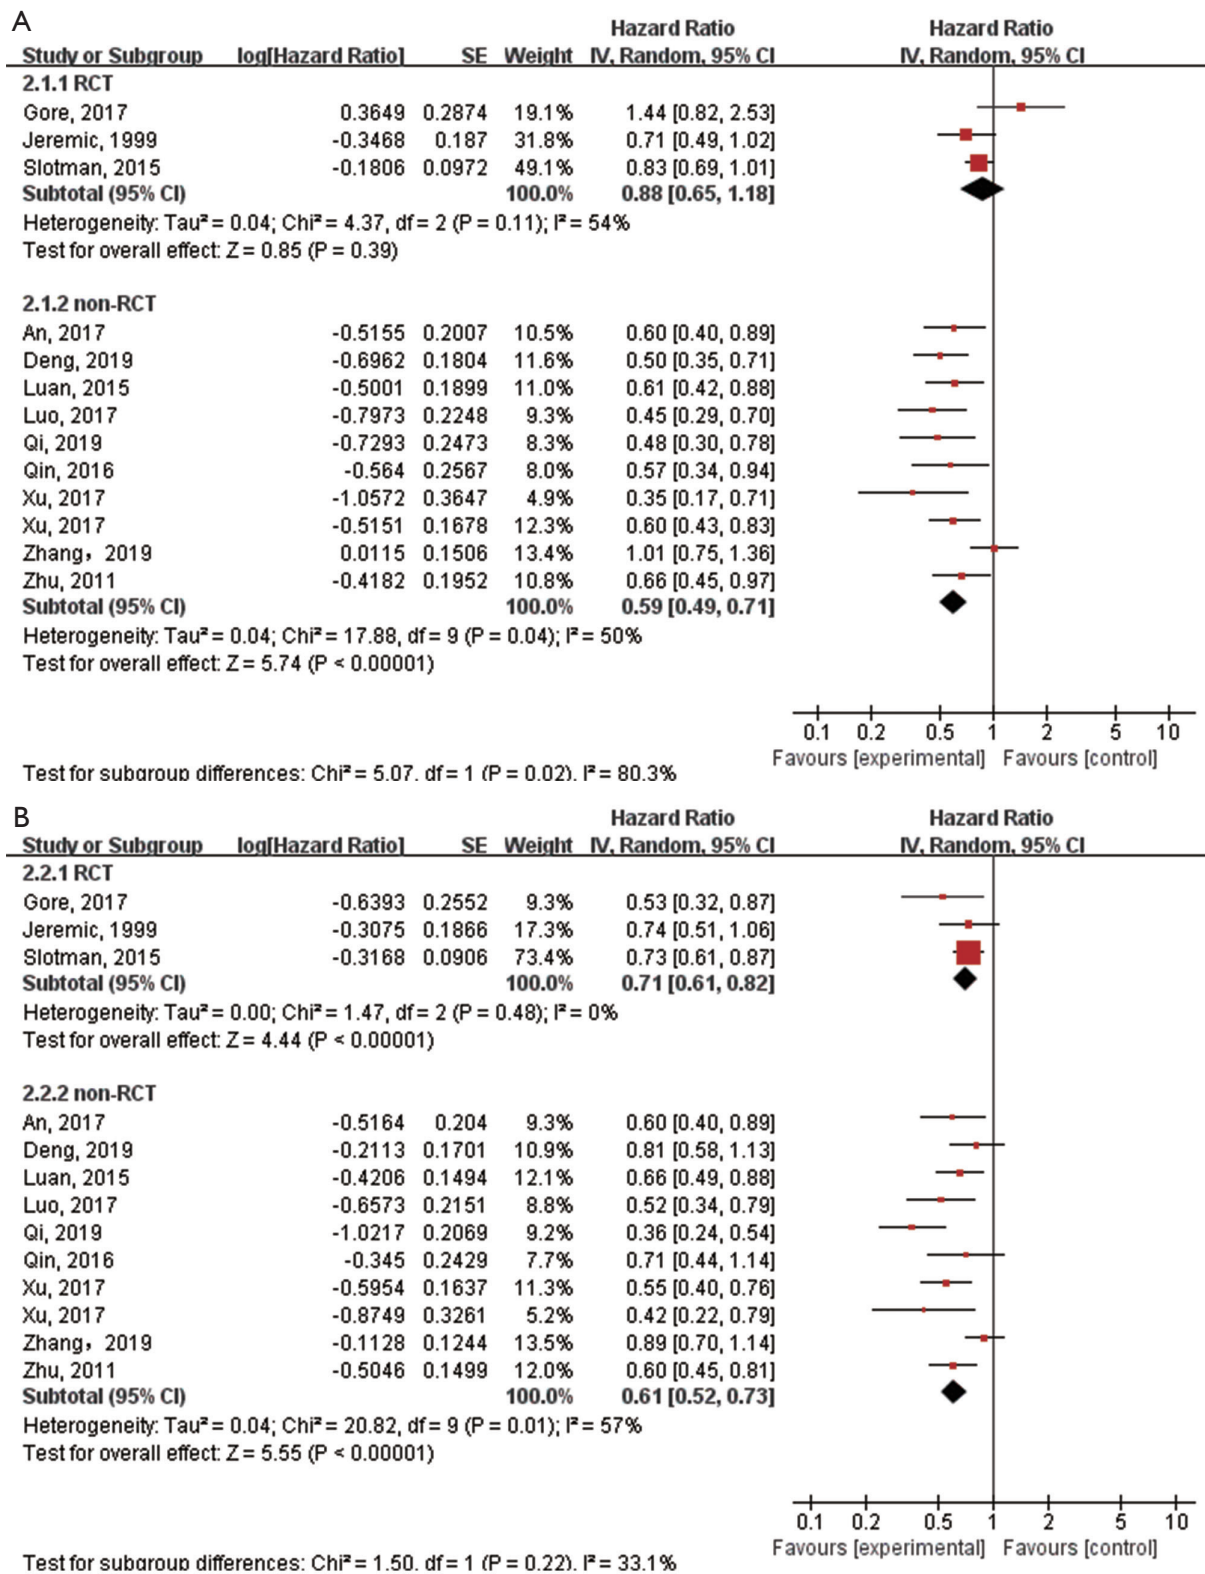 A
Hazard Ratio Hazard Ratio
Study or Subgroup log[Hazard Ratio] SE Weight IV, Random, 95% CI IV, Random, 95% CI
2.1.1 RCT
Gore, 2017 0.3649 0.2874 19.1% 1.44 [0.82, 2.53]
Jeremic, 1999 -0.3468 0.187 31.8% 0.71 [0.49, 1.02]
Slotman, 2015 -0.1806 0.0972 49.1% 0.83 [0.69, 1.01]
Subtotal (95% CI) 100.0% 0.88 [0.65, 1.18]
Heterogeneity: Tau² = 0.04; Chi² = 4.37, df = 2 (P = 0.11); I² = 54%
Test for overall effect: Z = 0.85 (P = 0.39)
2.1.2 non-RCT
An, 2017 -0.5155 0.2007 10.5% 0.60 [0.40, 0.89]
Deng, 2019 -0.6962 0.1804 11.6% 0.50 [0.35, 0.71]
Luan, 2015 -0.5001 0.1899 11.0% 0.61 [0.42, 0.88]
Luo, 2017 -0.7973 0.2248 9.3% 0.45 [0.29, 0.70]
Qi, 2019 -0.7293 0.2473 8.3% 0.48 [0.30, 0.78]
Qin, 2016 -0.564 0.2567 8.0% 0.57 [0.34, 0.94]
Xu, 2017 -1.0572 0.3647 4.9% 0.35 [0.17, 0.71]
Xu, 2017 -0.5151 0.1678 12.3% 0.60 [0.43, 0.83]
Zhang， 2019 0.0115 0.1506 13.4% 1.01 [0.75, 1.36]
Zhu, 2011 -0.4182 0.1952 10.8% 0.66 [0.45, 0.97]
Subtotal (95% CI) 100.0% 0.59 [0.49, 0.71]
Heterogeneity: Tau² = 0.04; Chi² = 17.88, df = 9 (P = 0.04); I² = 50%
Test for overall effect: Z = 5.74 (P < 0.00001)
0.1 0.2 0.5 1 2 5 10
Favours [experimental] Favours [control]
Test for subgroup differences: Chi² = 5.07, df = 1 (P = 0.02), I² = 80.3%
B
Hazard Ratio Hazard Ratio
Study or Subgroup log[Hazard Ratio] SE Weight IV, Random, 95% CI IV, Random, 95% CI
2.2.1 RCT
Gore, 2017 -0.6393 0.2552 9.3% 0.53 [0.32, 0.87]
Jeremic, 1999 -0.3075 0.1866 17.3% 0.74 [0.51, 1.06]
Slotman, 2015 -0.3168 0.0906 73.4% 0.73 [0.61, 0.87]
Subtotal (95% CI) 100.0% 0.71 [0.61, 0.82]
Heterogeneity: Tau² = 0.00; Chi² = 1.47, df = 2 (P = 0.48); I² = 0%
Test for overall effect: Z = 4.44 (P < 0.00001)
2.2.2 non-RCT
An, 2017 -0.5164 0.204 9.3% 0.60 [0.40, 0.89]
Deng, 2019 -0.2113 0.1701 10.9% 0.81 [0.58, 1.13]
Luan, 2015 -0.4206 0.1494 12.1% 0.66 [0.49, 0.88]
Luo, 2017 -0.6573 0.2151 8.8% 0.52 [0.34, 0.79]
Qi, 2019 -1.0217 0.2069 9.2% 0.36 [0.24, 0.54]
Qin, 2016 -0.345 0.2429 7.7% 0.71 [0.44, 1.14]
Xu, 2017 -0.5954 0.1637 11.3% 0.55 [0.40, 0.76]
Xu, 2017 -0.8749 0.3261 5.2% 0.42 [0.22, 0.79]
Zhang， 2019 -0.1128 0.1244 13.5% 0.89 [0.70, 1.14]
Zhu, 2011 -0.5046 0.1499 12.0% 0.60 [0.45, 0.81]
Subtotal (95% CI) 100.0% 0.61 [0.52, 0.73]
Heterogeneity: Tau² = 0.04; Chi² = 20.82, df = 9 (P = 0.01); I² = 57%
Test for overall effect: Z = 5.55 (P < 0.00001)
0.1 0.2 0.5 1 2 5 10
Favours [experimental] Favours [control]
Test for subgroup differences: Chi² = 1.50, df = 1 (P = 0.22), I² = 33.1%